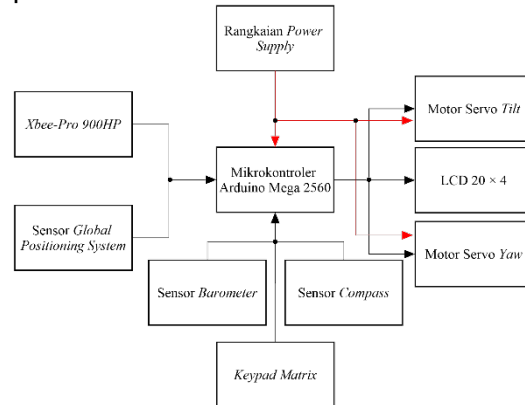 Rangkaian Power
Supply
Xbee-Pro 900HP
Motor Servo Tilt
Mikrokontroler
Arduino Mega 2560
LCD 20 × 4
Sensor Global
Positioning System
Motor Servo Yaw
Sensor Barometer
Sensor Compass
Keypad Matrix